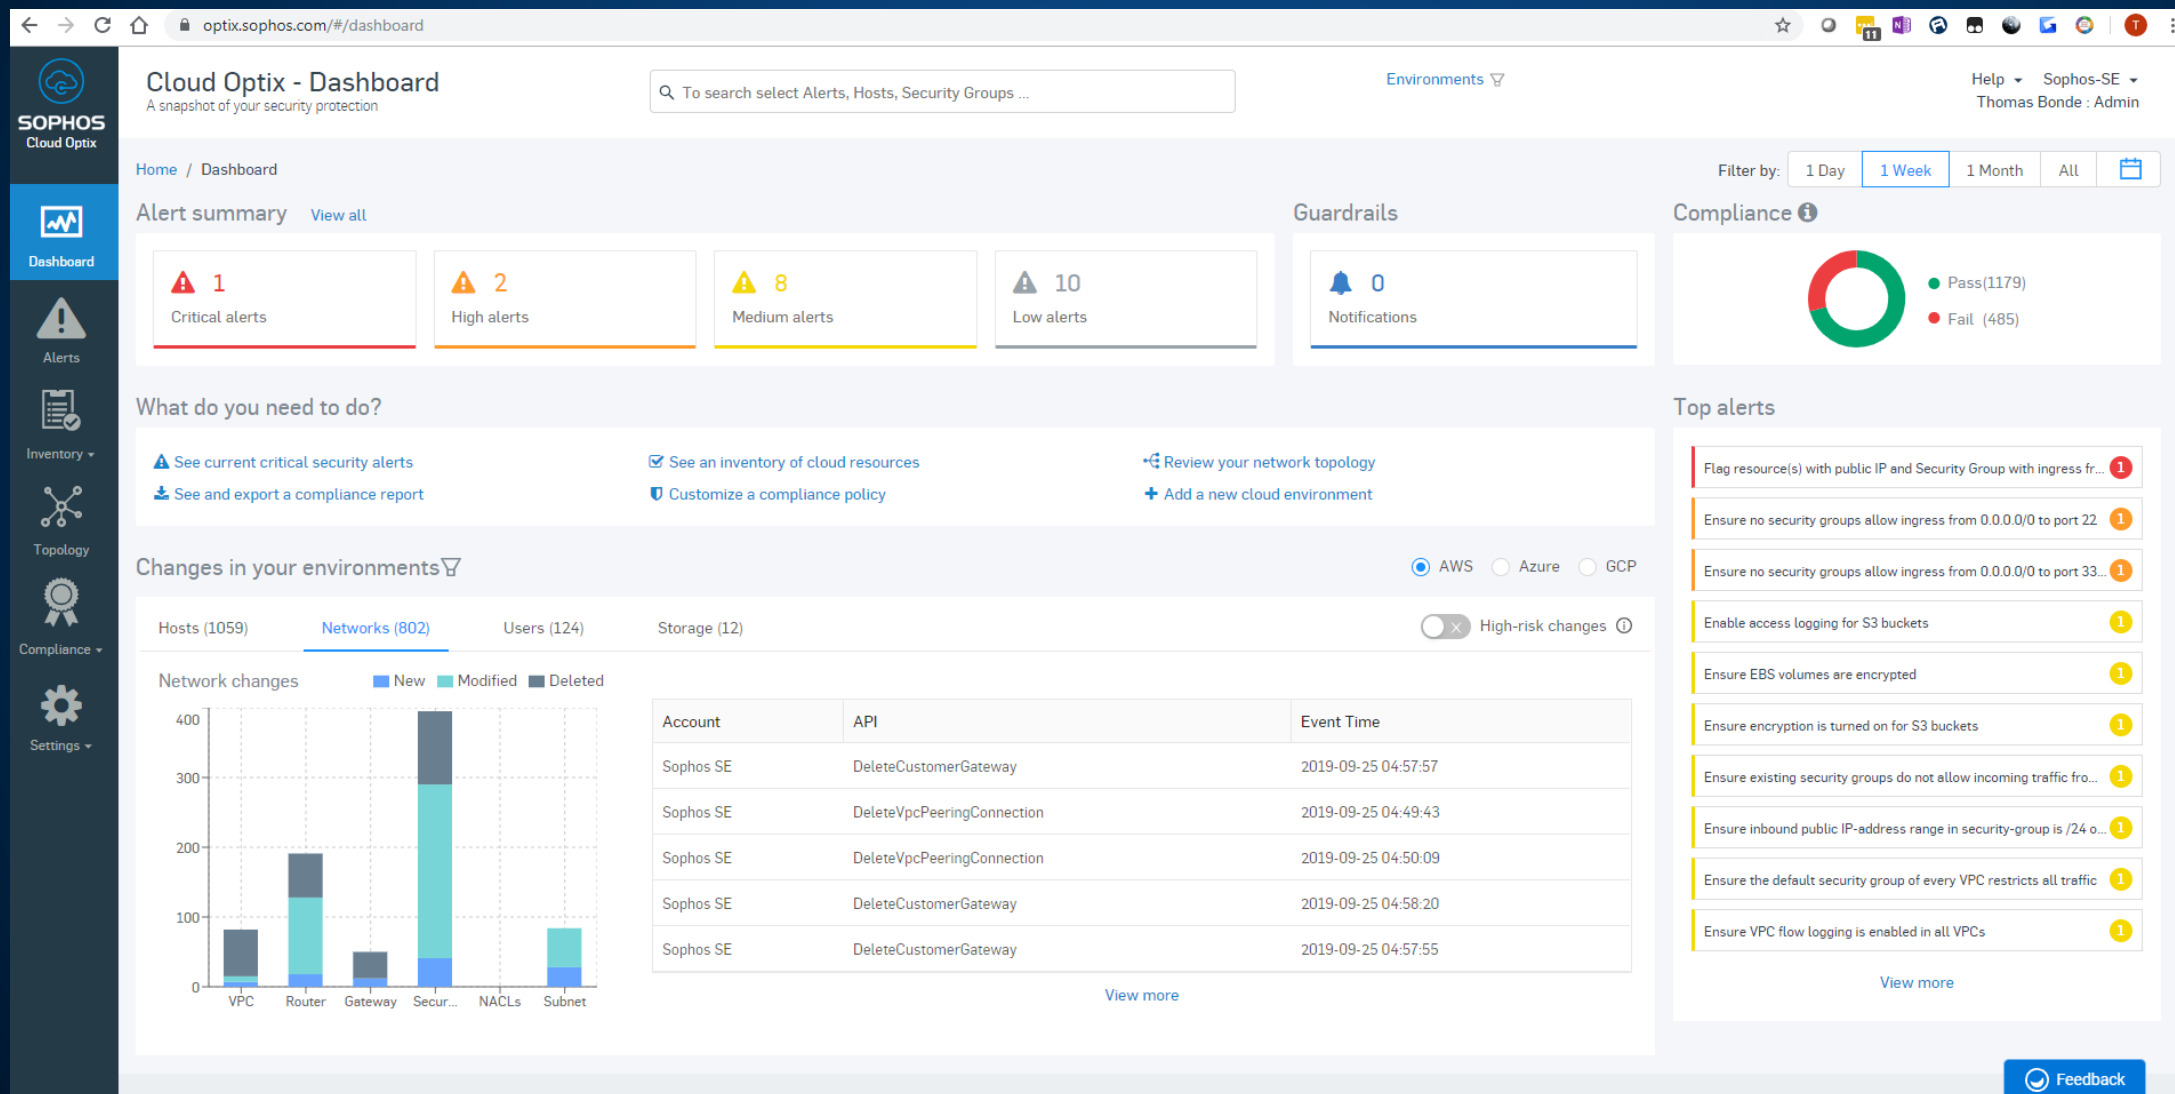 optix.sophos.com/#/dashboard
11
T
SOPHOS
Cloud Optix
Cloud Optix - Dashboard
A snapshot of your security protection
To search select Alerts, Hosts, Security Groups ...
Environments
Help
Sophos-SE
Thomas Bonde : Admin
Home / Dashboard
Filter by: 1 Day 1 Week 1 Month All
Dashboard
Alerts
Inventory
Topology
Compliance
Settings
Alert summary View all
1
Critical alerts
2
High alerts
8
Medium alerts
10
Low alerts
Guardrails
0
Notifications
Compliance
Pass(1179)
Fail (485)
What do you need to do?
See current critical security alerts
See an inventory of cloud resources
Review your network topology
See and export a compliance report
Customize a compliance policy
Add a new cloud environment
Changes in your environments
AWS Azure GCP
Hosts (1059) Networks (802) Users (124) Storage (12)
High-risk changes
Network changes
New Modified Deleted
400
300
200
100
0
VPC Router Gateway Secur... NACLs Subnet
Account API Event Time
Sophos SE DeleteCustomerGateway 2019-09-25 04:57:57
Sophos SE DeleteVpcPeeringConnection 2019-09-25 04:49:43
Sophos SE DeleteVpcPeeringConnection 2019-09-25 04:50:09
Sophos SE DeleteCustomerGateway 2019-09-25 04:58:20
Sophos SE DeleteCustomerGateway 2019-09-25 04:57:55
View more
Top alerts
Flag resource(s) with public IP and Security Group with ingress fr... 1
Ensure no security groups allow ingress from 0.0.0.0/0 to port 22 1
Ensure no security groups allow ingress from 0.0.0.0/0 to port 33... 1
Enable access logging for S3 buckets 1
Ensure EBS volumes are encrypted 1
Ensure encryption is turned on for S3 buckets 1
Ensure existing security groups do not allow incoming traffic fro... 1
Ensure inbound public IP-address range in security-group is /24 o... 1
Ensure the default security group of every VPC restricts all traffic 1
Ensure VPC flow logging is enabled in all VPCs 1
View more
Feedback